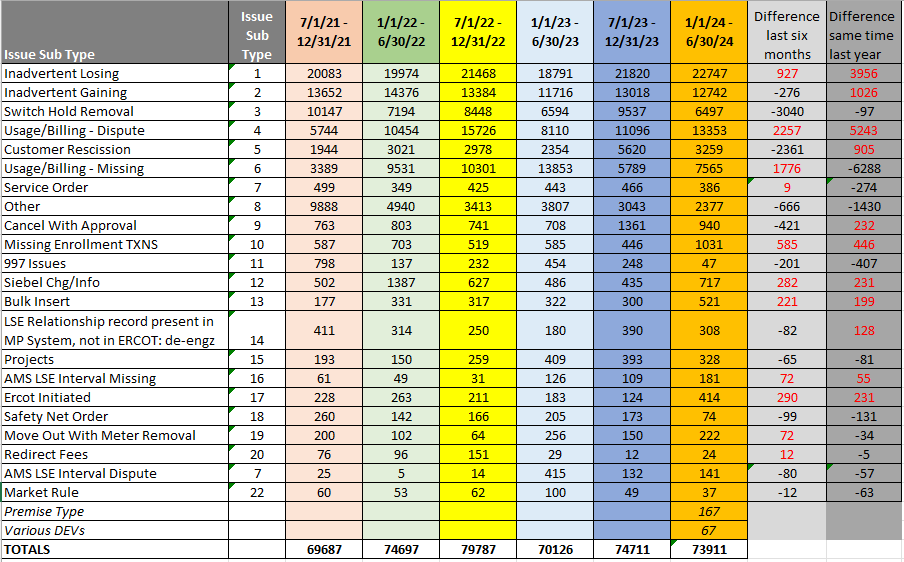 Issue Sub Type Issue Sub Type 7/1/21 - 12/31/21 1/1/22 - 6/30/22 7/1/22 - 12/31/22 1/1/23 - 6/30/23 7/1/23 - 12/31/23 1/1/24 - 6/30/24 Difference last six months Difference same time last year
Inadvertent Losing 1 20083 19974 21468 18791 21820 22747 927 3956
Inadvertent Gaining 2 13652 14376 13384 11716 13018 12742 -276 1026
Switch Hold Removal 3 10147 7194 8448 6594 9537 6497 -3040 -97
Usage/Billing - Dispute 4 5744 10454 15726 8110 11096 13353 2257 5243
Customer Rescission 5 1944 3021 2978 2354 5620 3259 -2361 905
Usage/Billing - Missing 6 3389 9531 10301 13853 5789 7565 1776 -6288
Service Order 7 499 349 425 443 466 386 9 -274
Other 8 9888 4940 3413 3807 3043 2377 -666 -1430
Cancel With Approval 9 763 803 741 708 1361 940 -421 232
Missing Enrollment TXNS 10 587 703 519 585 446 1031 585 446
997 Issues 11 798 137 232 454 248 47 -201 -407
Siebel Chg/Info 12 502 1387 627 486 435 717 282 231
Bulk Insert 13 177 331 317 322 300 521 221 199
LSE Relationship record present in
MP System, not in ERCOT: de-engz 14 411 314 250 180 390 308 -82 128
Projects 15 193 150 259 409 393 328 -65 -81
AMS LSE Interval Missing 16 61 49 31 126 109 181 72 55
Ercot Initiated 17 228 263 211 183 124 414 290 231
Safety Net Order 18 260 142 166 205 173 74 -99 -131
Move Out With Meter Removal 19 200 102 64 256 150 222 72 -34
Redirect Fees 20 76 96 151 29 12 24 12 -5
AMS LSE Interval Dispute 7 25 5 14 415 132 141 -80 -57
Market Rule 22 60 53 62 100 49 37 -12 -63
Premise Type 167
Various DEVs 67
TOTALS 69687 74697 79787 70126 74711 73911